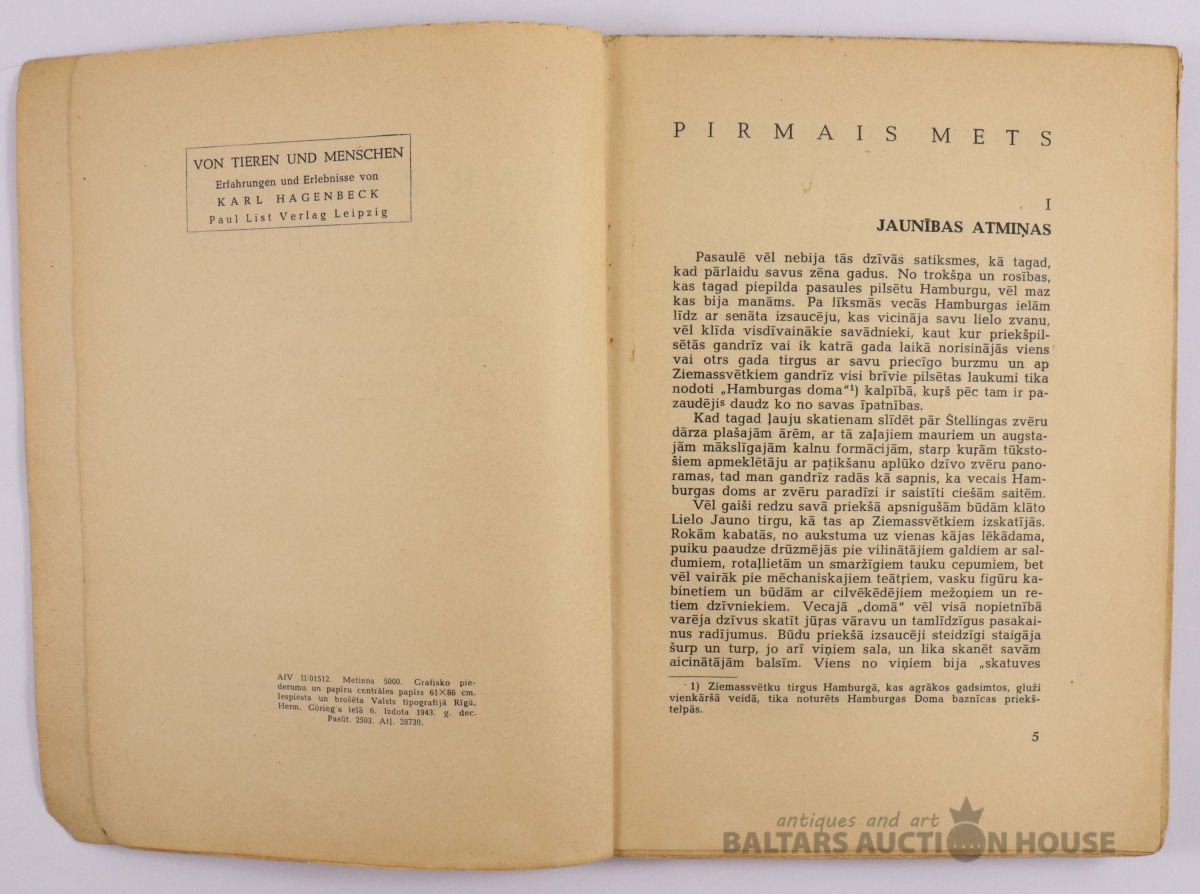 VON TIEREN UND MENSCHEN
Erfahrungen und Erlebnisse von
KARL HAGENBECK
Paul List Verlag Leipzig
AfV II/01512. Metiens 5000. Grafisko pie-
derumu un papīru centrāles papīrs 61×86 cm.
Iespiesta un brošēta Valsts tipografijā Rīgā,
Herm. Göring'a ielā 6. Izdota 1943. g. dec.
Pasūt. 2503. Atļ. 28730.
PIRMAIS METS
I
JAUNĪBAS ATMIŅAS
Pasaulē vēl nebija tās dzīvās satiksmes, kā tagad,
kad pārlaidu savus zēna gadus. No trokšņa un rosības,
kas tagad piepilda pasaules pilsētu Hamburgu, vēl maz
kas bija manāms. Pa līksmās vecās Hamburgas ielām
līdz ar senāta izsaucēju, kas vicināja savu lielo zvanu,
vēl klīda visdīvainākie savādnieki, kaut kur priekšpil-
sētās gandrīz vai ik katrā gada laikā norisinājās viens
vai otrs gada tirgus ar savu priecīgo burzmu un ap
Ziemassvētkiem gandrīz visi brīvie pilsētas laukumi tika
nodoti „Hamburgas doma“¹) kalpībā, kuŗš pēc tam ir pa-
zaudējis daudz ko no savas īpatnības.
Kad tagad ļauju skatienam slīdēt pār Štellingas zvēru
dārza plašajām ārēm, ar tā zaļajiem mauriem un augsta-
jām mākslīgajām kalnu formācijām, starp kuŗām tūksto-
šiem apmeklētāju ar patikšanu aplūko dzīvo zvēru pano-
ramas, tad man gandrīz radās kā sapnis, ka vecais Ham-
burgas doms ar zvēru paradīzi ir saistīti ciešām saitēm.
Vēl gaiši redzu savā priekšā apsnigušām būdām klāto
Lielo Jauno tirgu, kā tas ap Ziemassvētkiem izskatījās.
Rokām kabatās, no aukstuma uz vienas kājas lēkādama,
puiku paaudze drūzmējās pie vilinātājiem galdiem ar sal-
dumiem, rotaļlietām un smaržīgiem tauku cepumiem, bet
vēl vairāk pie mēchaniskajiem teātŗiem, vasku figūru ka-
binetiem un būdām ar cilvēkēdējiem mežoņiem un re-
tiem dzīvniekiem. Vecajā „domā“ vēl visā nopietnībā
varēja dzīvus skatīt jūŗas vāravu un tamlīdzīgus pasakai-
nus radījumus. Būdu priekšā izsaucēji steidzīgi staigāja
šurp un turp, jo arī viņiem sala, un lika skanēt savām
aicinātājām balsīm. Viens no viņiem bija „skatuves
1) Ziemassvētku tirgus Hamburgā, kas agrākos gadsimtos, gluži
vienkāršā veidā, tika noturēts Hamburgas Doma baznīcas priekš-
telpās.
5
antiques and art
BALTARS AUCTION HOUSE